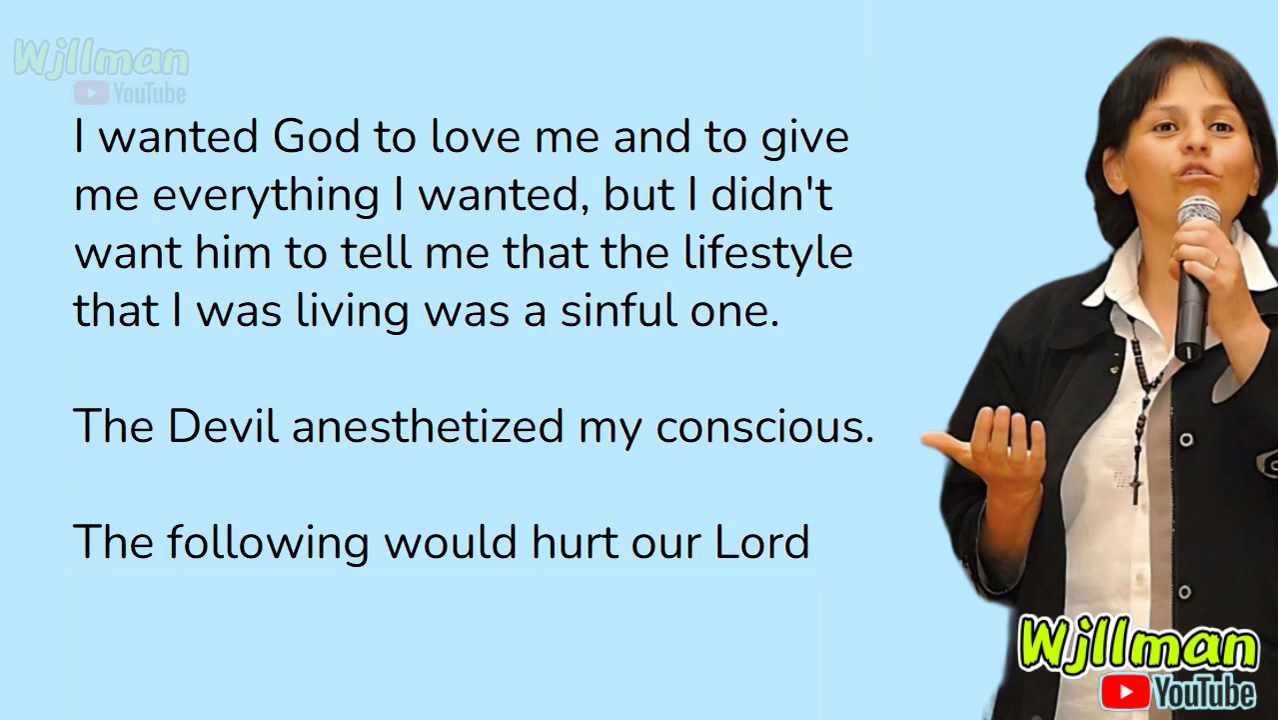 Wjllman
YouTube
I wanted God to love me and to give
me everything I wanted, but I didn't
want him to tell me that the lifestyle
that I was living was a sinful one.
The Devil anesthetized my conscious.
The following would hurt our Lord
Wjllman
YouTube